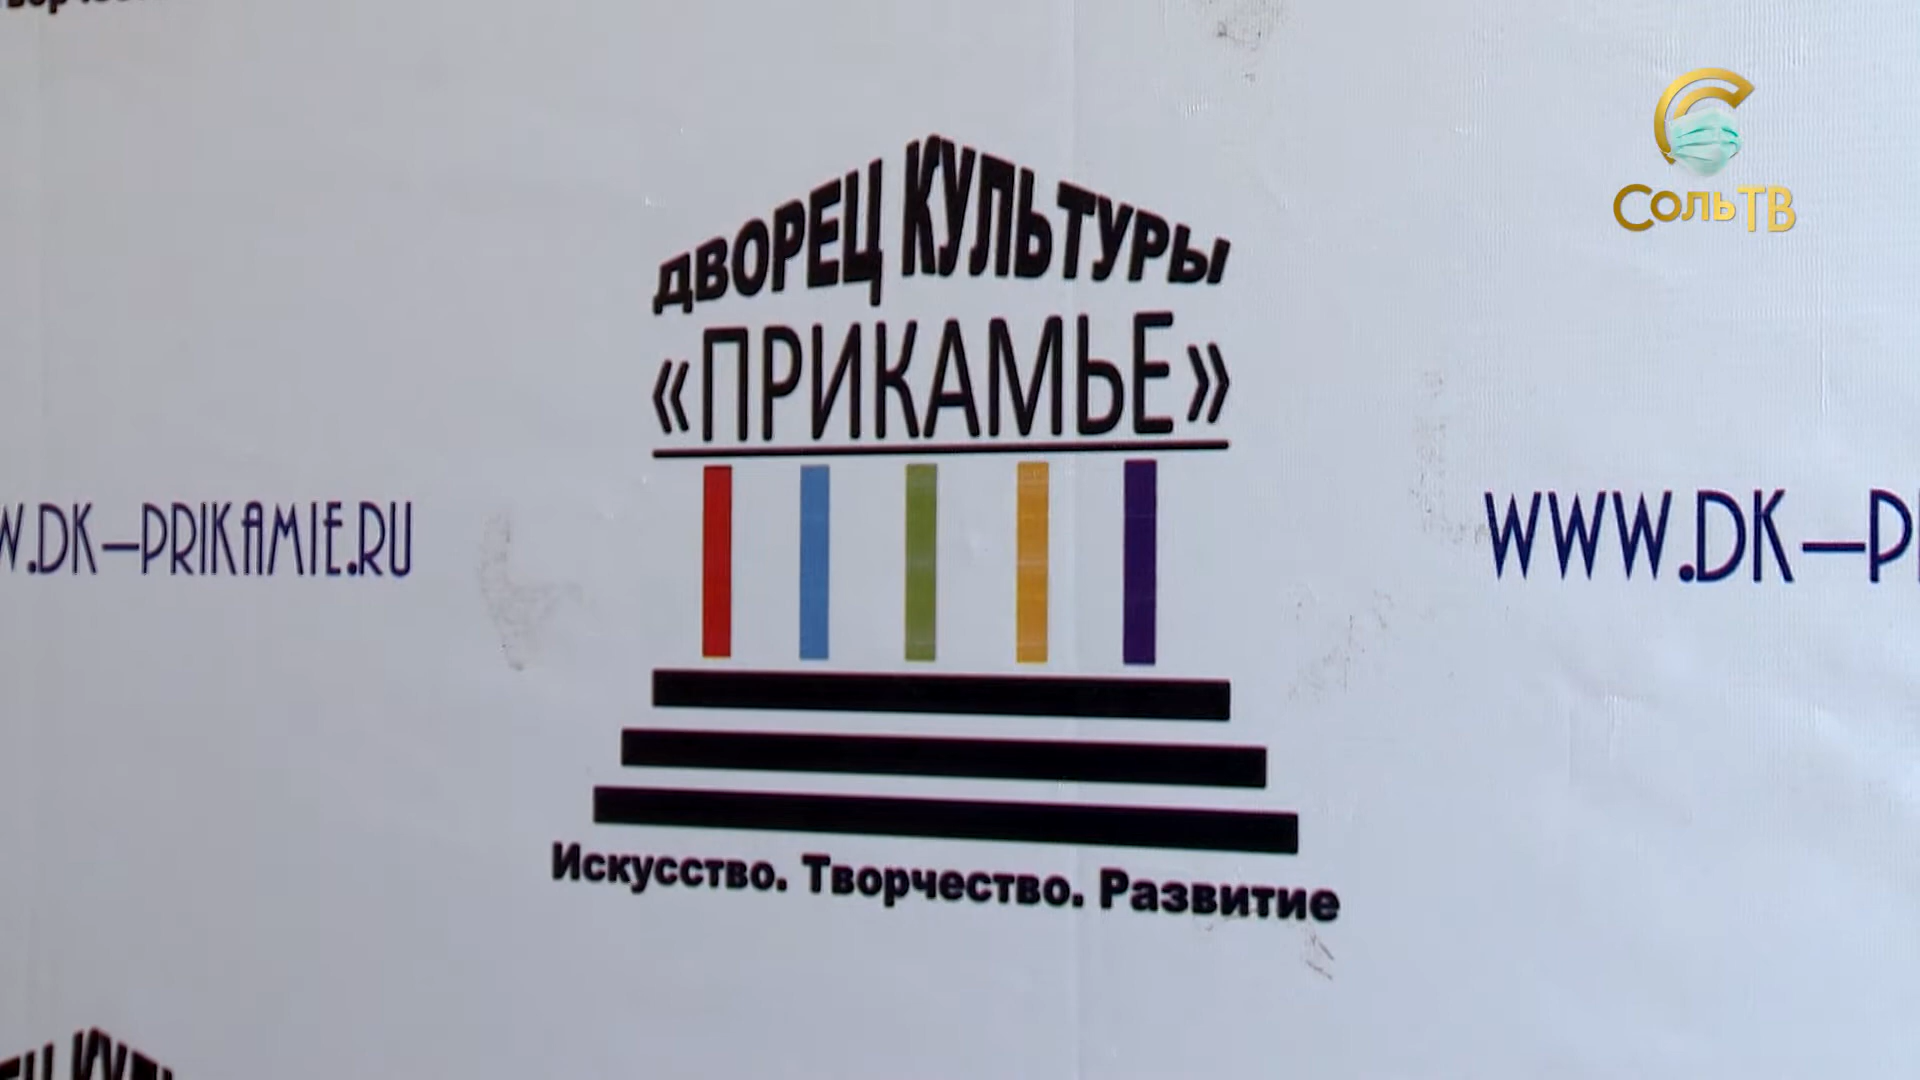 СОЛЬТВ
ДВОРЕЦ КУЛЬТУРЫ
«ПРИКАМЬЕ»
W.DK-PRIKAMIE.RU
WWW.DK-P
Искусство. Творчество. Развитие